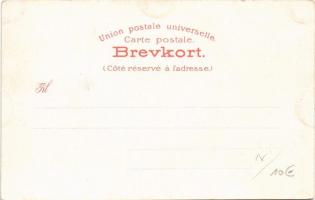 Union postale universelle.
Carte postale.
Brevkort.
(Côté réservé à l'adresse.)
Til
N/
10€